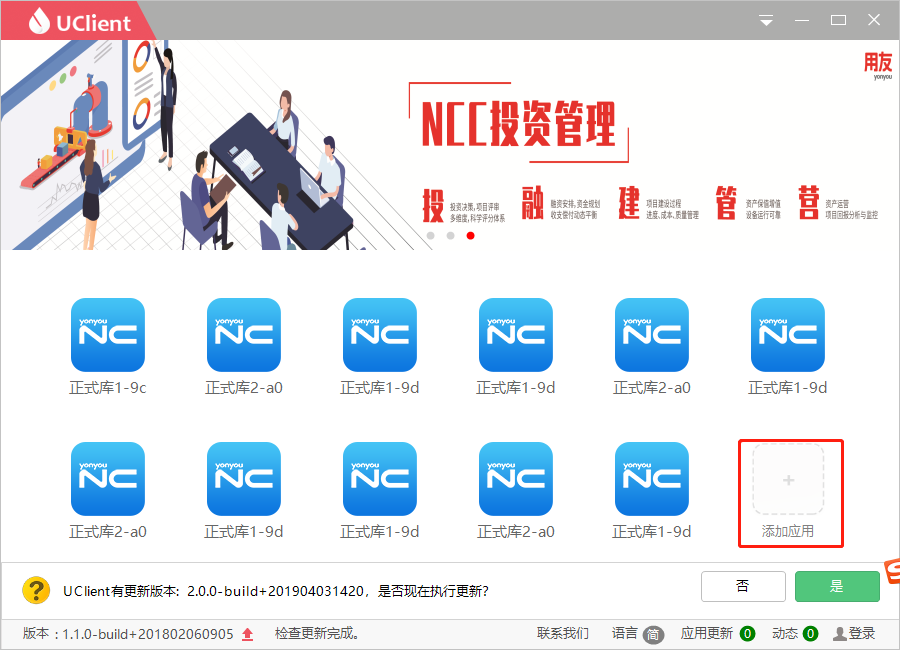 UClient
用友
yonyou
NCC投资管理
投 投资决策,项目评审
多维度,科学评分体系
融 融资安排,资金规划
收支偿付动态平衡
建 项目建设过程
进度,成本,质量管理
管 资产保值增值
设备运行可靠
营 资产运营
项目回报分析与监控
yonyou NC yonyou NC yonyou NC yonyou NC yonyou NC yonyou NC
正式库1-9c 正式库2-a0 正式库1-9d 正式库1-9d 正式库2-a0 正式库1-9d
yonyou NC yonyou NC yonyou NC yonyou NC yonyou NC +
正式库2-a0 正式库1-9d 正式库1-9d 正式库2-a0 正式库1-9d 添加应用
? UClient有更新版本: 2.0.0-build+201904031420，是否现在执行更新? 否 是
版本 : 1.1.0-build+201802060905 检查更新完成。 联系我们 语言 简 应用更新 0 动态 0 登录